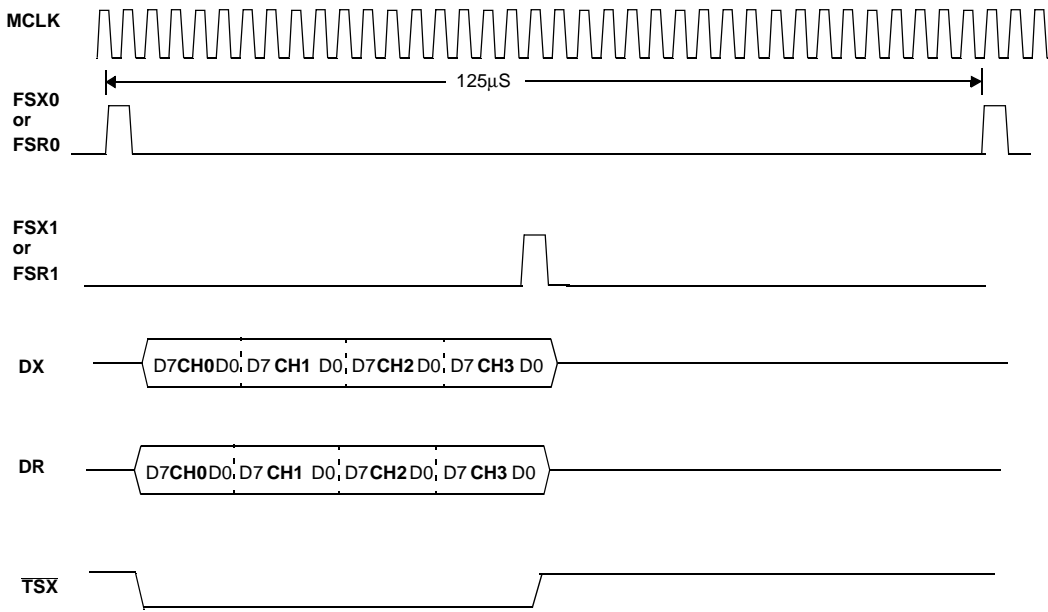 MCLK
125μS
FSX0
or
FSR0
FSX1
or
FSR1
DX
D7CH0D0 D7 CH1 D0 D7CH2D0 D7 CH3 D0
DR
D7CH0D0 D7 CH1 D0 D7CH2D0 D7 CH3 D0
T̅S̅X̅